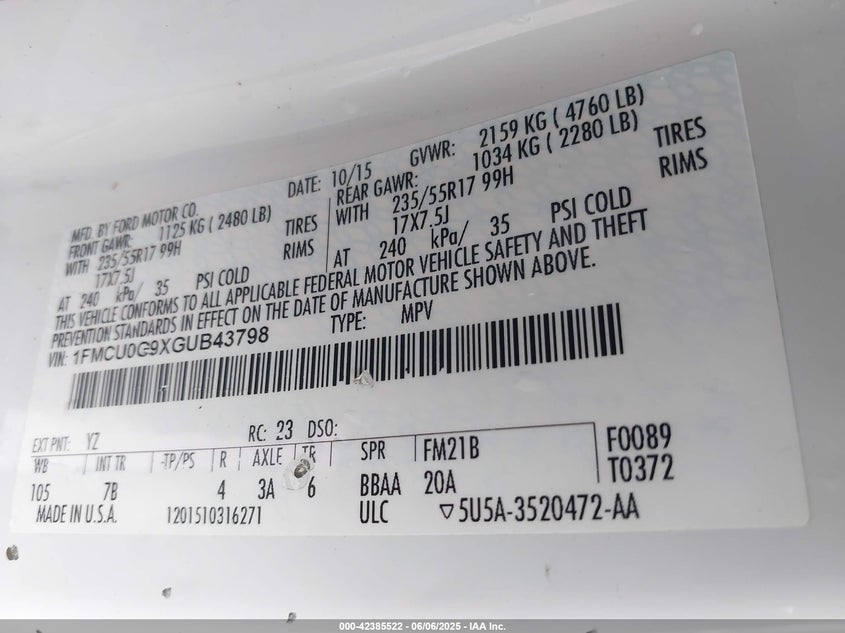 MFD. BY FORD MOTOR CO.
DATE: 10/15
GVWR: 2159 KG ( 4760 LB)
FRONT GAWR: 1125 KG ( 2480 LB)
REAR GAWR: 1034 KG ( 2280 LB)
WITH 235/55R17 99H TIRES
WITH 235/55R17 99H TIRES
17X7.5J RIMS
17X7.5J RIMS
AT 240 kPa/ 35 PSI COLD
AT 240 kPa/ 35 PSI COLD
THIS VEHICLE CONFORMS TO ALL APPLICABLE FEDERAL MOTOR VEHICLE SAFETY AND THEFT
PREVENTION STANDARDS IN EFFECT ON THE DATE OF MANUFACTURE SHOWN ABOVE.
VIN: 1FMCU0G9XGUB43798
TYPE: MPV
EXT PNT: YZ RC: 23 DSO:
WB INT TR -TP/PS R AXLE TR SPR FM21B F0089
105 7B 4 3A 6 BBAA 20A T0372
MADE IN U.S.A. 1201510316271 ULC ▽5U5A-3520472-AA
000-42385522 - 06/06/2025 - IAA Inc.